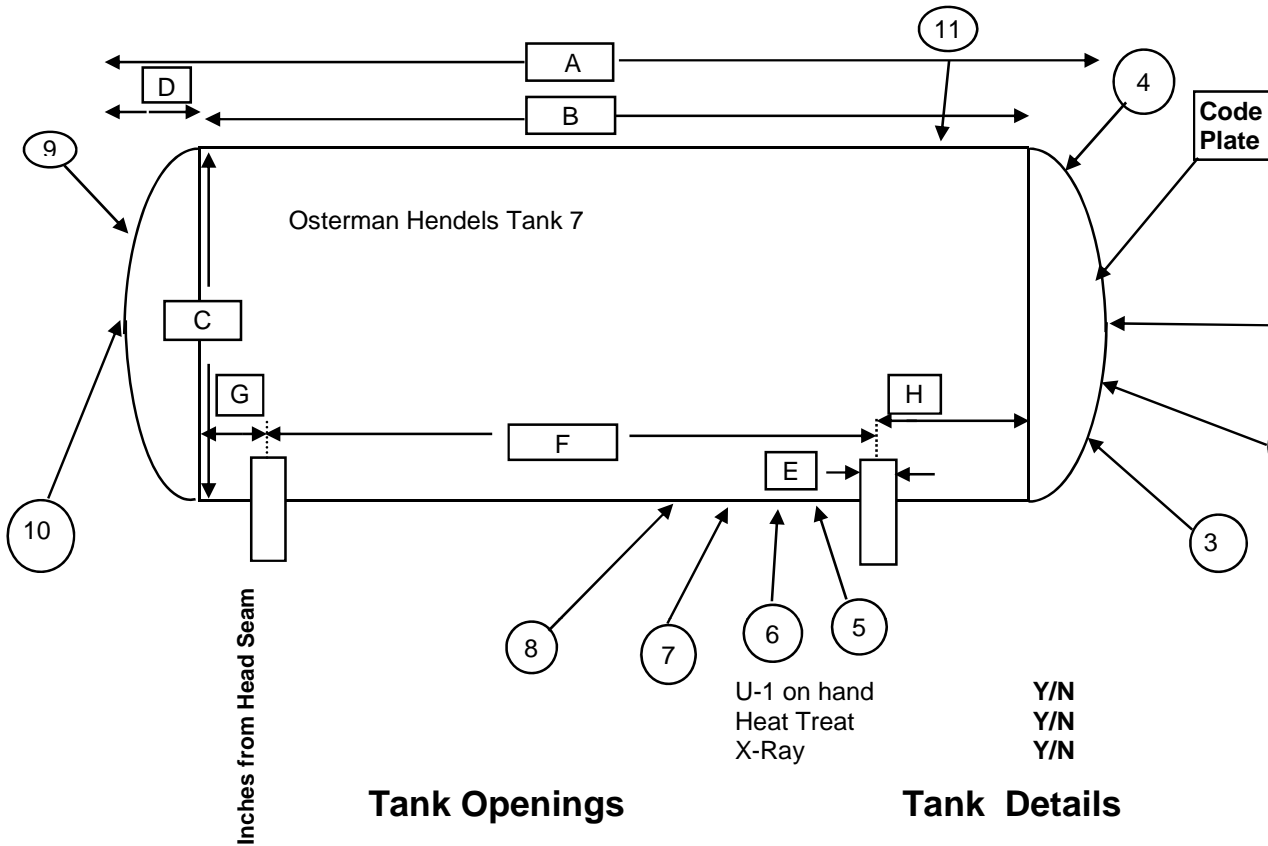 11
A
D
4
B
Code
Plate
9
Osterman Hendels Tank 7
C
G
H
F
E
10
3
8
7
6
5
Inches from Head Seam
U-1 on hand Y/N
Heat Treat Y/N
X-Ray Y/N
Tank Openings Tank Details